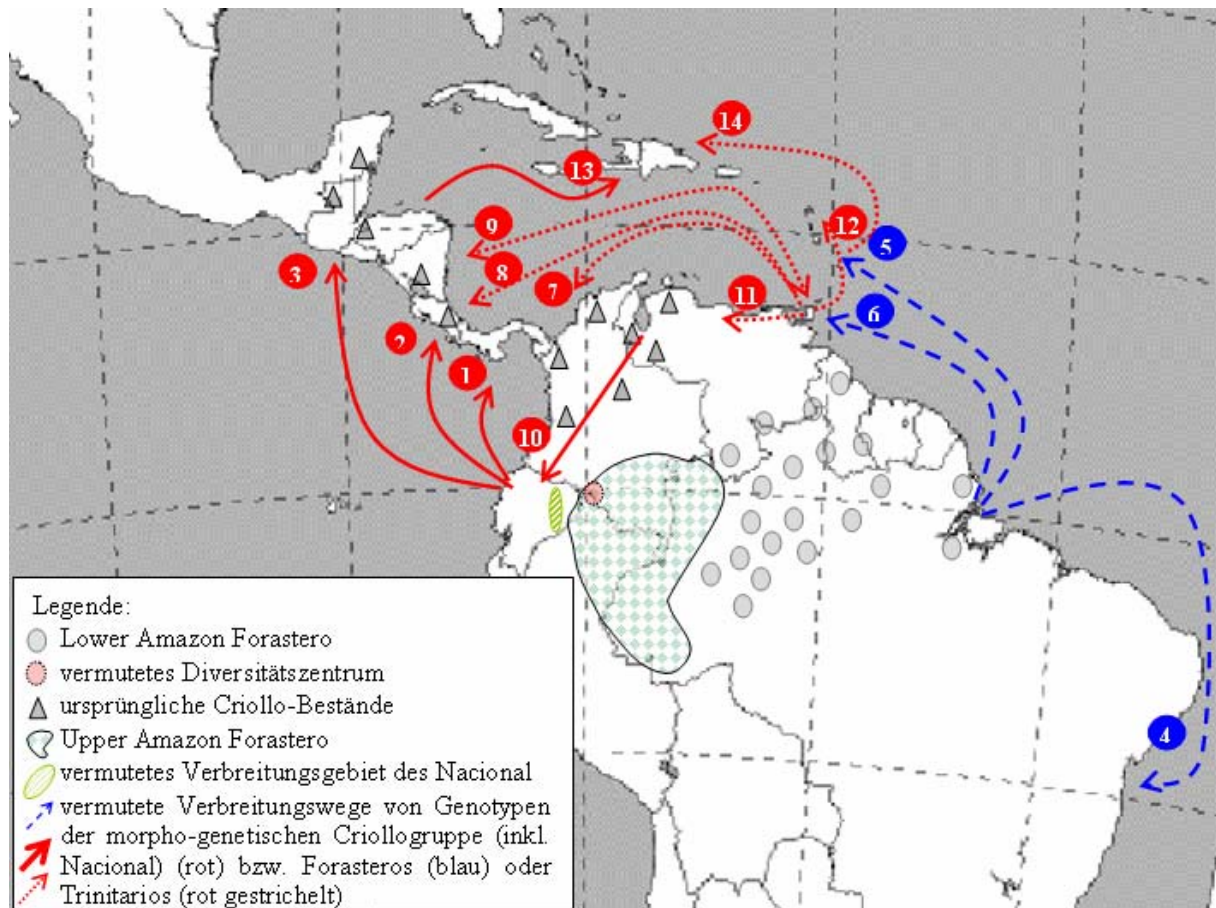 14
13
12
9
5
3
8
7
11
6
2
1
10
4
Legende:
Lower Amazon Forastero
vermutetes Diversitätszentrum
ursprüngliche Criollo-Bestände
Upper Amazon Forastero
vermutetes Verbreitungsgebiet des Nacional
vermutete Verbreitungswege von Genotypen
der morpho-genetischen Criollogruppe (inkl.
Nacional) (rot) bzw. Forasteros (blau) oder
Trinitarios (rot gestrichelt)